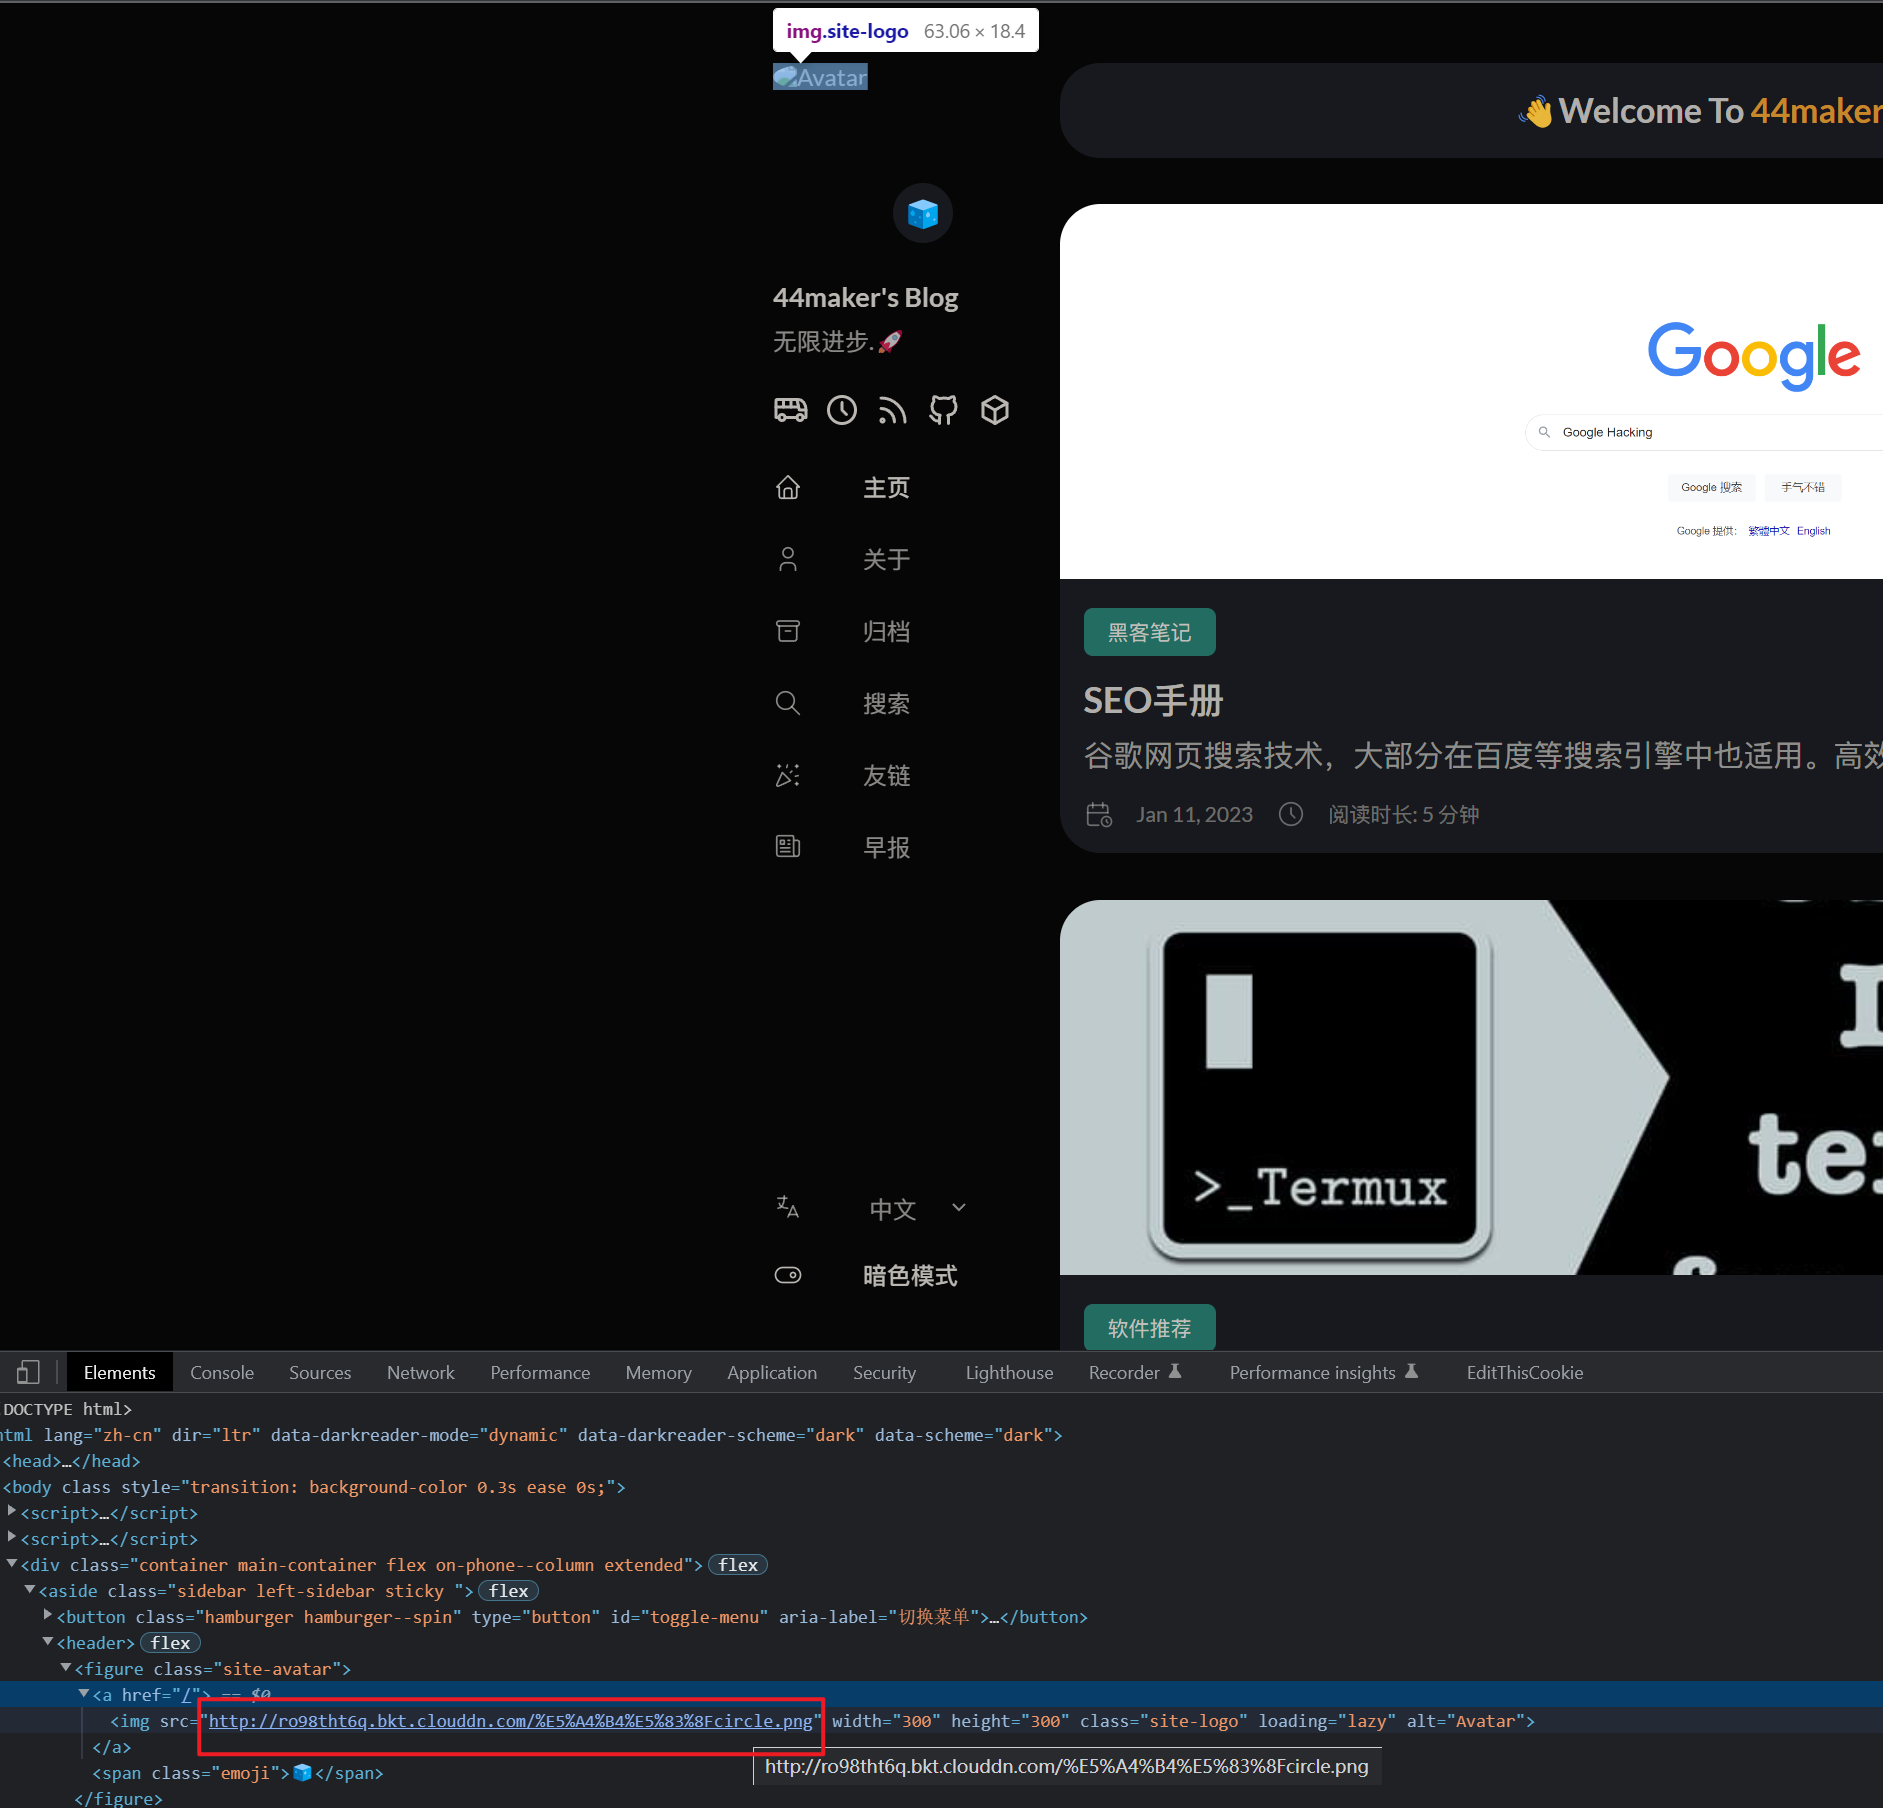 img.site-logo 63.06 × 18.4
Avatar
👋Welcome To 44maker
44maker's Blog
无限进步.🚀
主页
关于
归档
搜索
友链
早报
中文
暗色模式
Google
Google Hacking
Google 搜索 手气不错
Google 提供: 繁體中文 English
黑客笔记
SEO手册
谷歌网页搜索技术，大部分在百度等搜索引擎中也适用。高效
Jan 11, 2023 阅读时长: 5 分钟
>_Termux
ter
软件推荐
Elements Console Sources Network Performance Memory Application Security Lighthouse Recorder Performance insights EditThisCookie
DOCTYPE html>
html lang="zh-cn" dir="ltr" data-darkreader-mode="dynamic" data-darkreader-scheme="dark" data-scheme="dark">
<head>…</head>
<body class style="transition: background-color 0.3s ease 0s;">
<script>…</script>
<script>…</script>
<div class="container main-container flex on-phone--column extended"> flex
<aside class="sidebar left-sidebar sticky "> flex
<button class="hamburger hamburger--spin" type="button" id="toggle-menu" aria-label="切换菜单">…</button>
<header> flex
<figure class="site-avatar">
<a href="/"> == $0
<img src="http://ro98tht6q.bkt.clouddn.com/%E5%A4%B4%E5%83%8Fcircle.png" width="300" height="300" class="site-logo" loading="lazy" alt="Avatar">
</a>
http://ro98tht6q.bkt.clouddn.com/%E5%A4%B4%E5%83%8Fcircle.png
<span class="emoji">🧊</span>
</figure>